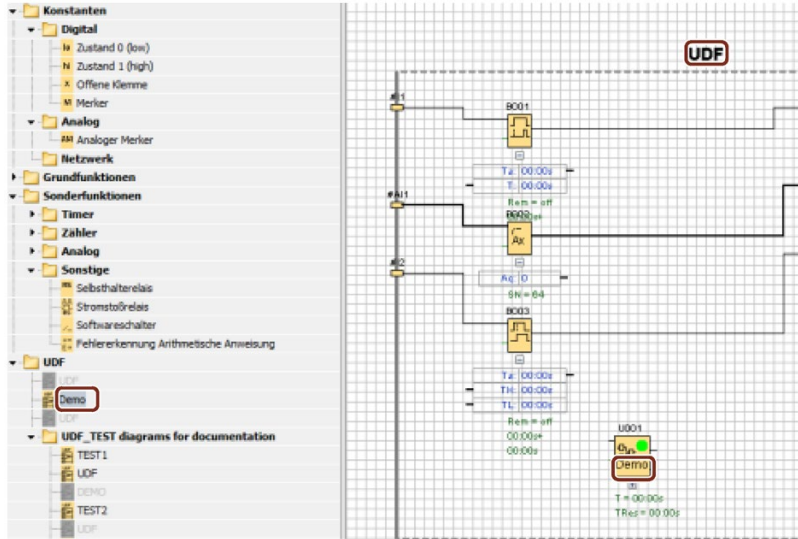 Konstanten
Digital
Zustand 0 (low)
Zustand 1 (high)
Offene Klemme
Merker
Analog
Analoger Merker
Netzwerk
Grundfunktionen
Sonderfunktionen
Timer
Zähler
Analog
Sonstige
Selbsthalterelais
Stromstoßrelais
Softwareschalter
Fehlererkennung Arithmetische Anweisung
UDF
UDF
Demo
UDF
UDF_TEST diagrams for documentation
TEST1
UDF
DEMO
TEST2
UDF
UDF
B001
Ta: 00:00s
T: 00:00s
Rem = off
#AI1
Ax
Aq: 0
SN = 64
B003
Ta: 00:00s
TH: 00:00s
TL: 00:00s
Rem = off
00:00s+
00:00s
U001
Demo
T = 00:00s
TRes = 00:00s